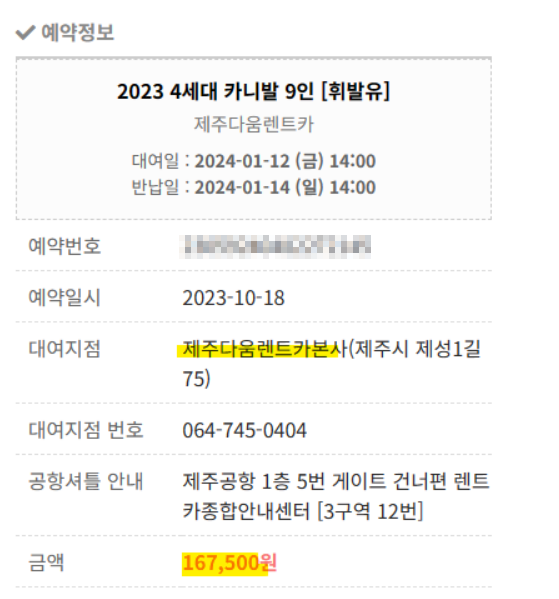 예약정보
2023 4세대 카니발 9인 [휘발유]
제주다움렌트카
대여일 : 2024-01-12 (금) 14:00
반납일 : 2024-01-14 (일) 14:00
예약번호
예약일시 2023-10-18
대여지점 제주다움렌트카본사(제주시 제성1길
75)
대여지점 번호 064-745-0404
공항셔틀 안내 제주공항 1층 5번 게이트 건너편 렌트
카종합안내센터 [3구역 12번]
금액 167,500원